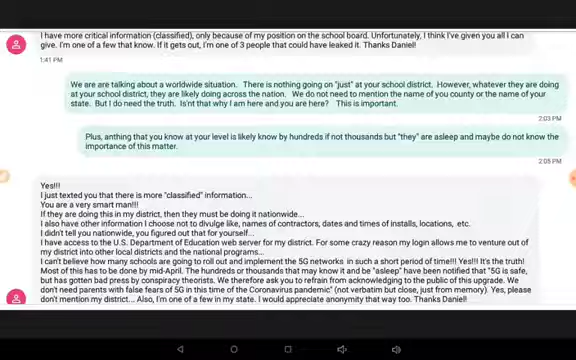 I have more critical information (classified), only because of my position on the school board. Unfortunately, I think I've given you all I can
give. I'm one of a few that know. If it gets out, I'm one of 3 people that could have leaked it. Thanks Daniel!
1:41 PM
We are are talking about a worldwide situation. There is nothing going on "just" at your school district. However, whatever they are doing
at your school district, they are likely doing across the nation. We do not need to mention the name of you county or the name of your
state. But I do need the truth. Is'nt that why I am here and you are here? This is important.
2:03 PM
Plus, anthing that you know at your level is likely know by hundreds if not thousands but "they" are asleep and maybe do not know the
importance of this matter.
2:05 PM
Yes!!!
I just texted you that there is more "classified" information...
You are a very smart man!!!
If they are doing this in my district, then they must be doing it nationwide...
I also have other information I choose not to divulge like, names of contractors, dates and times of installs, locations, etc.
I didn't tell you nationwide, you figured out that for yourself...
I have access to the U.S. Department of Education web server for my district. For some crazy reason my login allows me to venture out of
my district into other local districts and the national programs...
I can't believe how many schools are going to roll out and implement the 5G networks in such a short period of time!!! Yes!!! It's the truth!
Most of this has to be done by mid-April. The hundreds or thousands that may know it and be "asleep" have been notified that "5G is safe,
but has gotten bad press by conspiracy theorists. We therefore ask you to refrain from acknowledging to the public of this upgrade. We
don't need parents with false fears of 5G in this time of the Coronavirus pandemic" (not verbatim but close, just from memory). Yes, please
don't mention my district... Also, I'm one of a few in my state. I would appreciate anonymity that way too. Thanks Daniel!